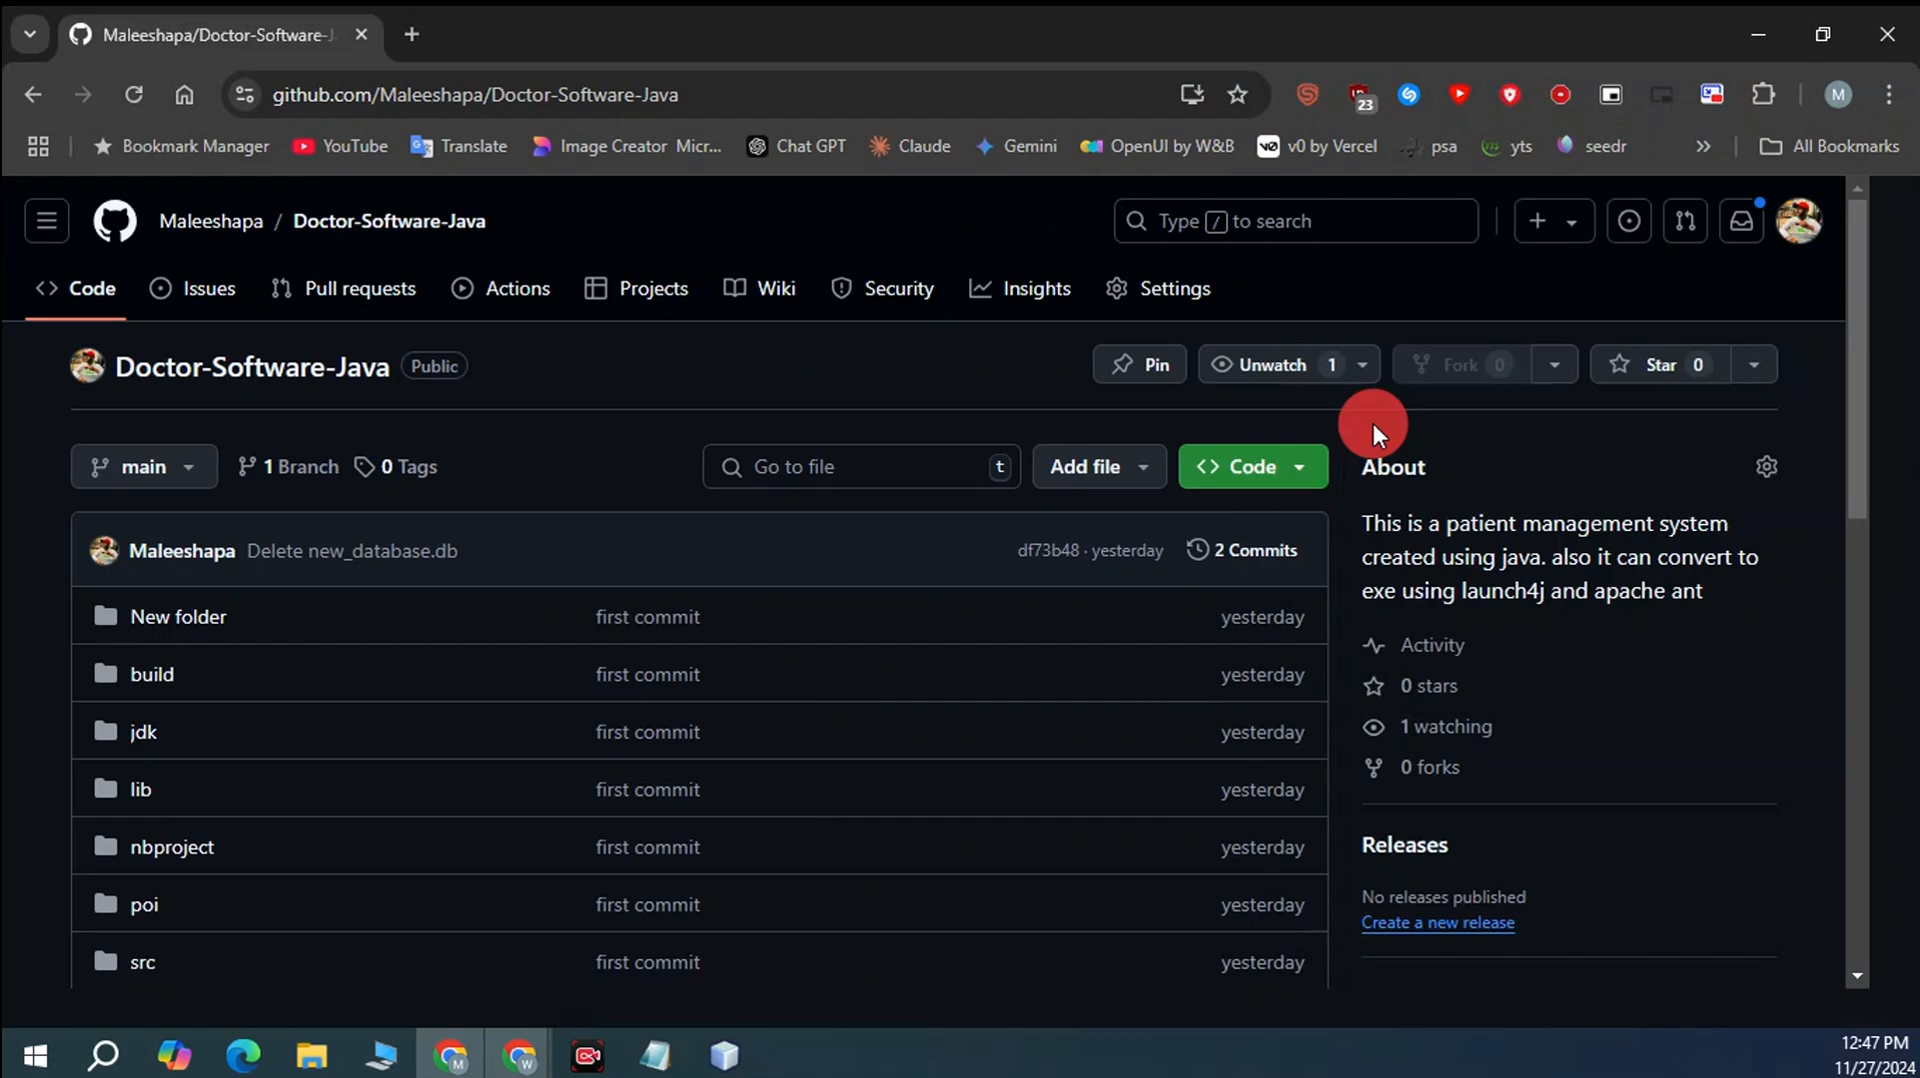 Maleeshapa/Doctor-Software-J
github.com/Maleeshapa/Doctor-Software-Java
23
M
Bookmark Manager YouTube Translate Image Creator Micr... Chat GPT Claude Gemini OpenUI by W&B v0 by Vercel psa yts seedr All Bookmarks
Maleeshapa / Doctor-Software-Java
Type / to search
Code Issues Pull requests Actions Projects Wiki Security Insights Settings
Doctor-Software-Java Public Pin Unwatch 1 Fork 0 Star 0
main 1 Branch 0 Tags Go to file t Add file Code
Maleeshapa Delete new_database.db df73b48 · yesterday 2 Commits
New folder first commit yesterday
build first commit yesterday
jdk first commit yesterday
lib first commit yesterday
nbproject first commit yesterday
poi first commit yesterday
src first commit yesterday
About
This is a patient management system
created using java. also it can convert to
exe using launch4j and apache ant
Activity
0 stars
1 watching
0 forks
Releases
No releases published
Create a new release
12:47 PM
11/27/2024